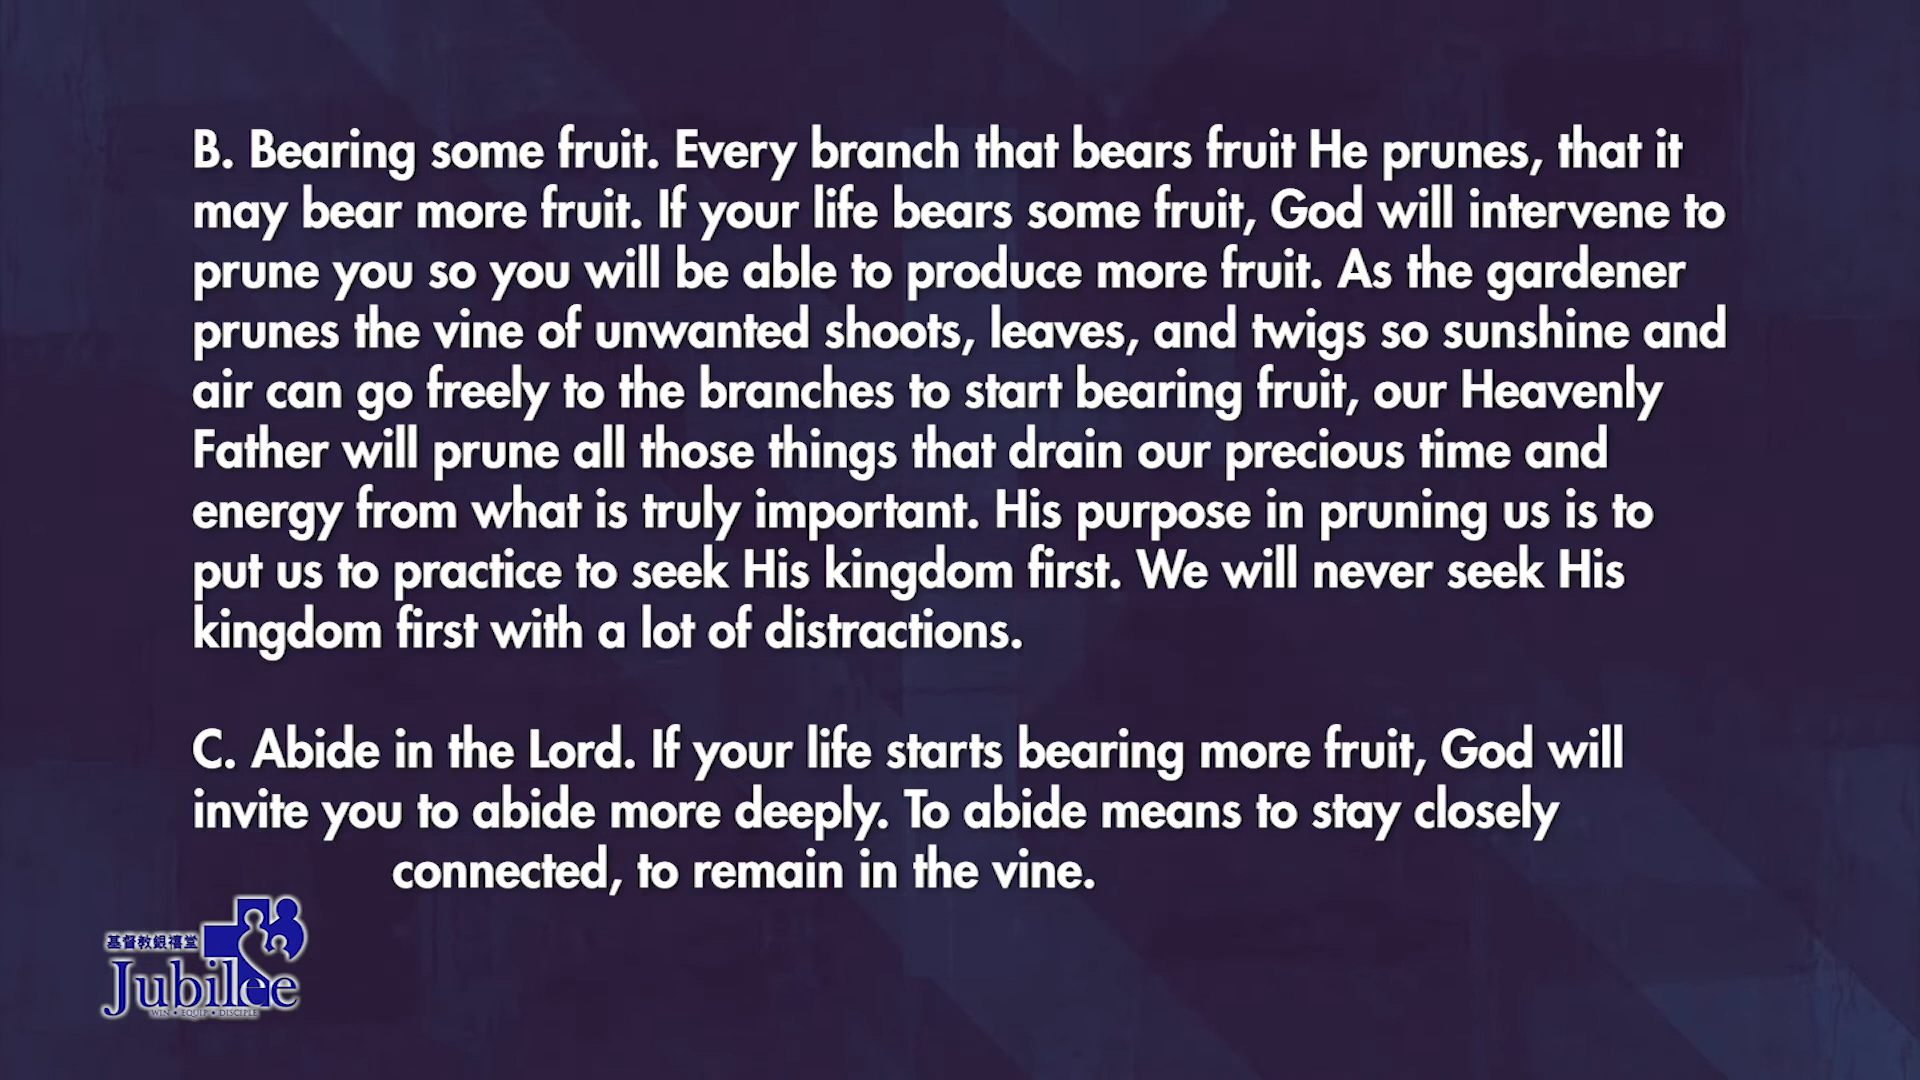 B. Bearing some fruit. Every branch that bears fruit He prunes, that it
may bear more fruit. If your life bears some fruit, God will intervene to
prune you so you will be able to produce more fruit. As the gardener
prunes the vine of unwanted shoots, leaves, and twigs so sunshine and
air can go freely to the branches to start bearing fruit, our Heavenly
Father will prune all those things that drain our precious time and
energy from what is truly important. His purpose in pruning us is to
put us to practice to seek His kingdom first. We will never seek His
kingdom first with a lot of distractions.
C. Abide in the Lord. If your life starts bearing more fruit, God will
invite you to abide more deeply. To abide means to stay closely
connected, to remain in the vine.
基督教銀禧堂
Jubilee
WIN • EQUIP • DISCIPLE